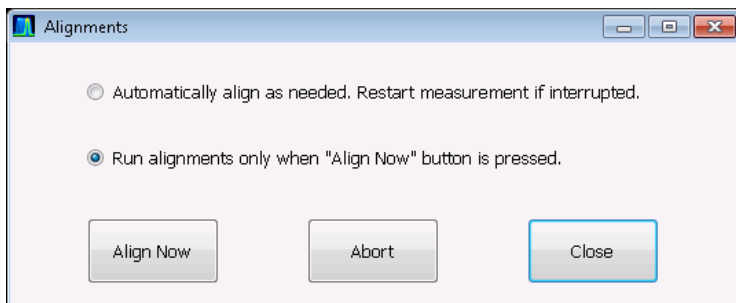 Alignments
Automatically align as needed. Restart measurement if interrupted.
Run alignments only when "Align Now" button is pressed.
Align Now
Abort
Close